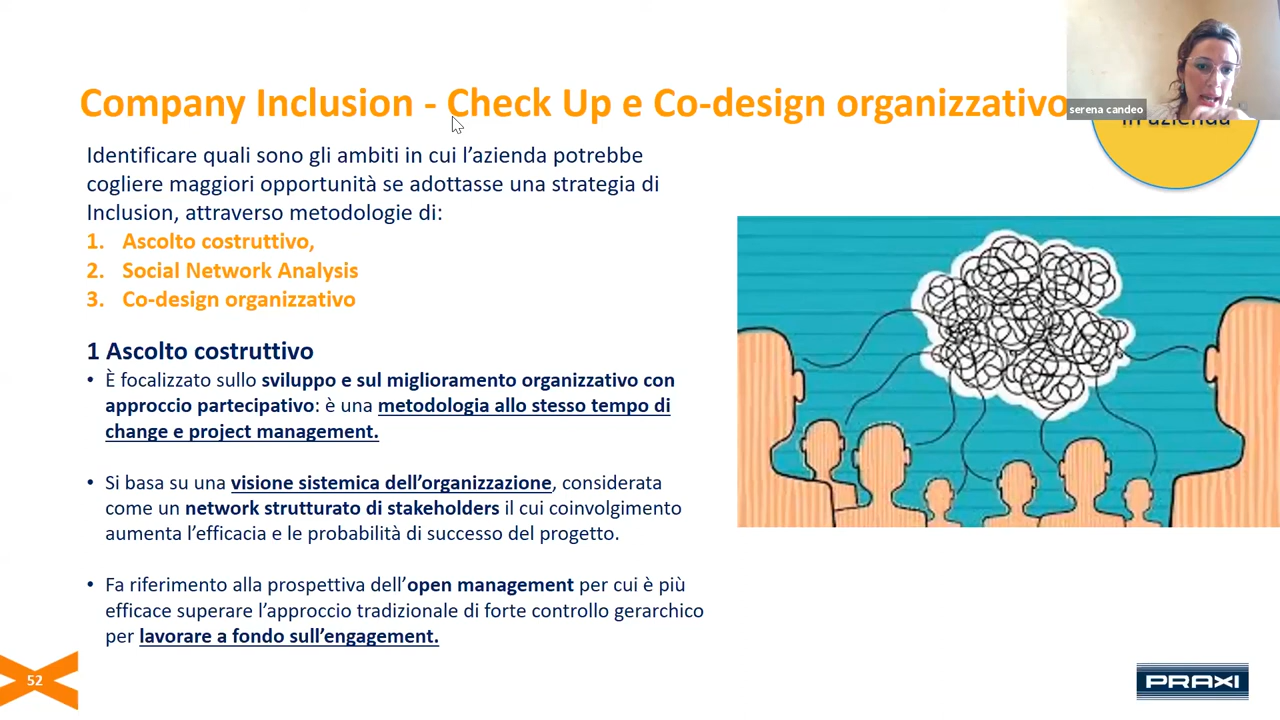 Company Inclusion - Check Up e Co-design organizzativo
serena candeo
in azienda
Identificare quali sono gli ambiti in cui l'azienda potrebbe
cogliere maggiori opportunità se adottasse una strategia di
Inclusion, attraverso metodologie di:
1. Ascolto costruttivo,
2. Social Network Analysis
3. Co-design organizzativo
1 Ascolto costruttivo
• È focalizzato sullo sviluppo e sul miglioramento organizzativo con
approccio partecipativo: è una metodologia allo stesso tempo di
change e project management.
• Si basa su una visione sistemica dell'organizzazione, considerata
come un network strutturato di stakeholders il cui coinvolgimento
aumenta l'efficacia e le probabilità di successo del progetto.
• Fa riferimento alla prospettiva dell'open management per cui è più
efficace superare l'approccio tradizionale di forte controllo gerarchico
per lavorare a fondo sull'engagement.
52
PRAXI